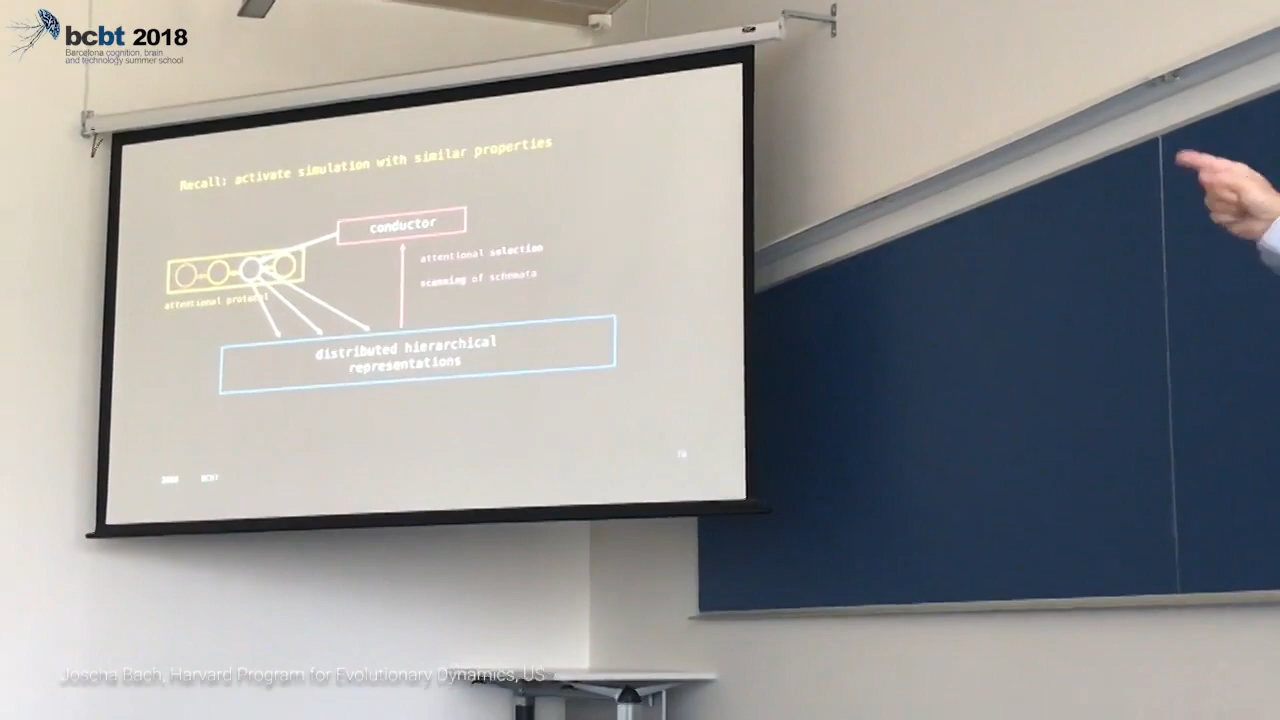 bcbt 2018
Barcelona cognition, brain
and technology summer school
Recall: activate simulation with similar properties
conductor
attentional selection
scanning of schemata
attentional protocol
distributed hierarchical
representations
BCBT
Joscha Bach, Harvard Program for Evolutionary Dynamics, US